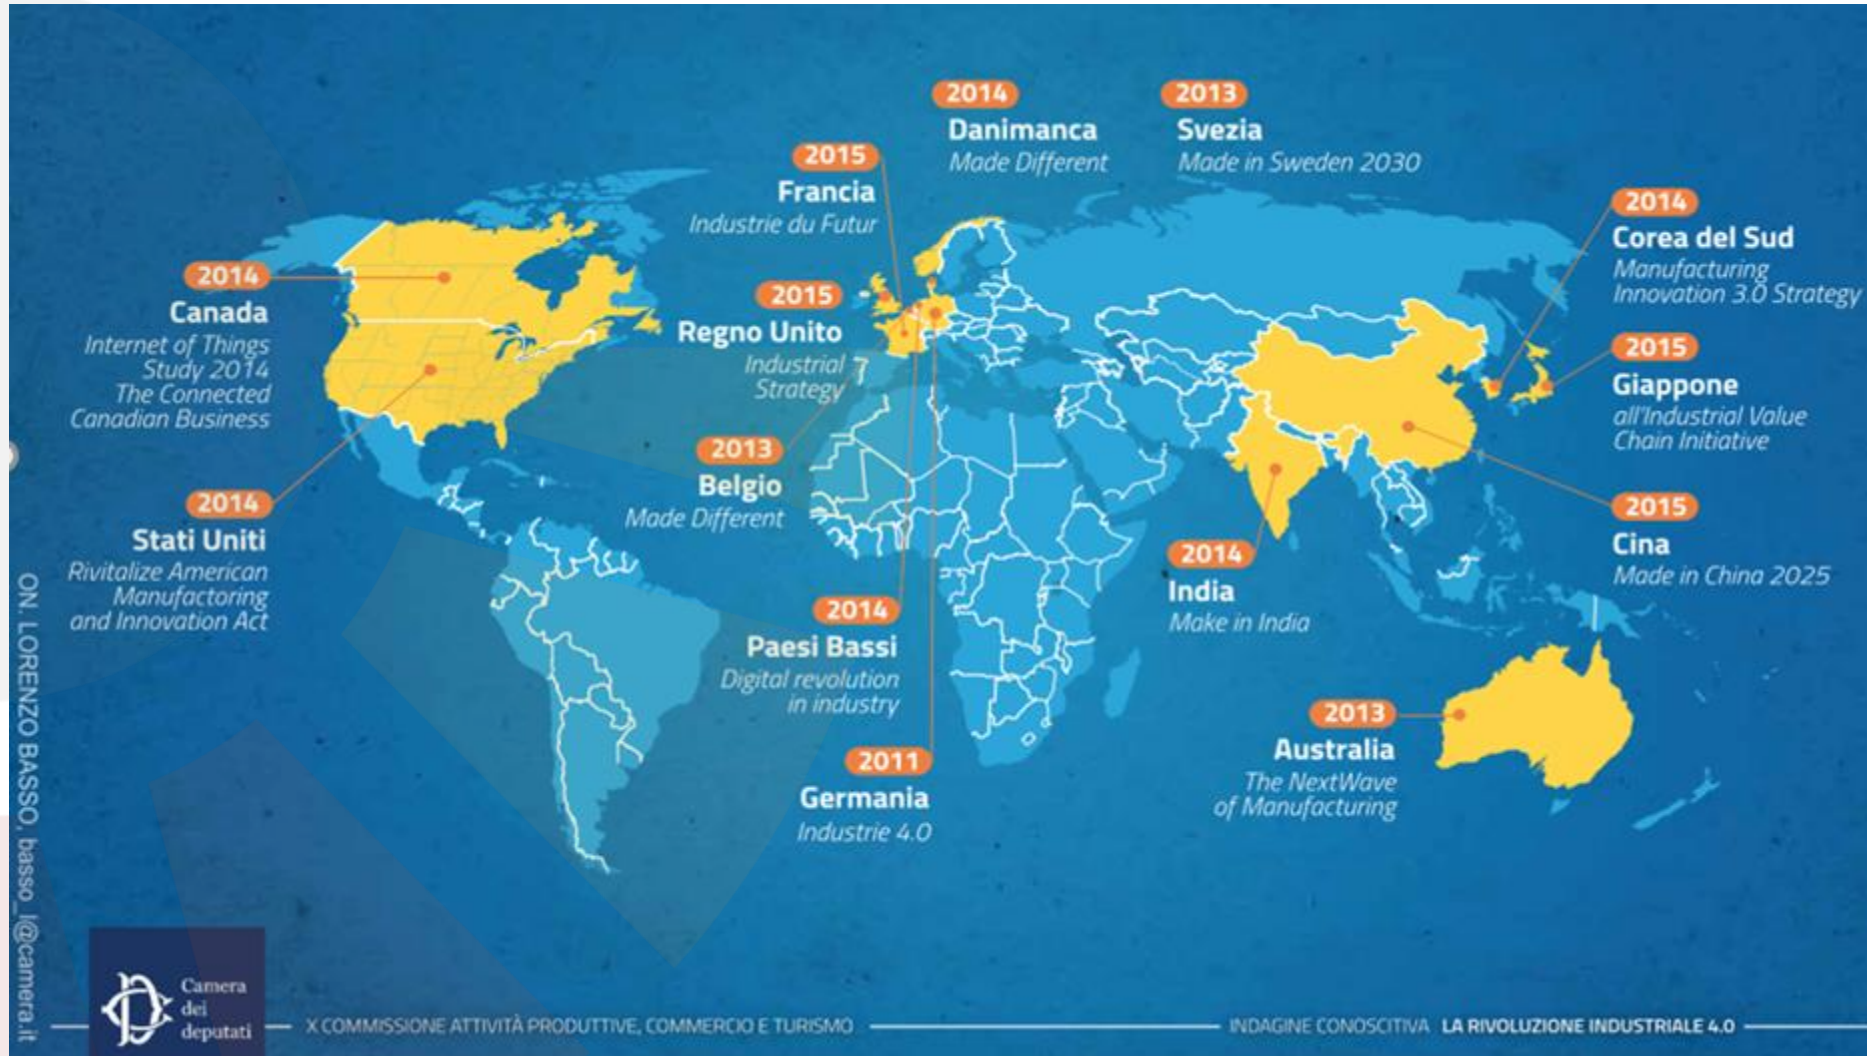 2014
Danimanca
Made Different
2013
Svezia
Made in Sweden 2030
2015
Francia
Industrie du Futur
2014
Corea del Sud
Manufacturing
Innovation 3.0 Strategy
2014
Canada
Internet of Things
Study 2014
The Connected
Canadian Business
2015
Regno Unito
Industrial
Strategy
2015
Giappone
all'Industrial Value
Chain Initiative
2013
Belgio
Made Different
2014
Stati Uniti
Rivitalize American
Manufactoring
and Innovation Act
2015
Cina
Made in China 2025
2014
India
Make in India
2014
Paesi Bassi
Digital revolution
in industry
2013
Australia
The NextWave
of Manufacturing
2011
Germania
Industrie 4.0
ON. LORENZO BASSO, basso_l@camera.it
Camera
dei
deputati
X COMMISSIONE ATTIVITÀ PRODUTTIVE, COMMERCIO E TURISMO
INDAGINE CONOSCITIVA LA RIVOLUZIONE INDUSTRIALE 4.0